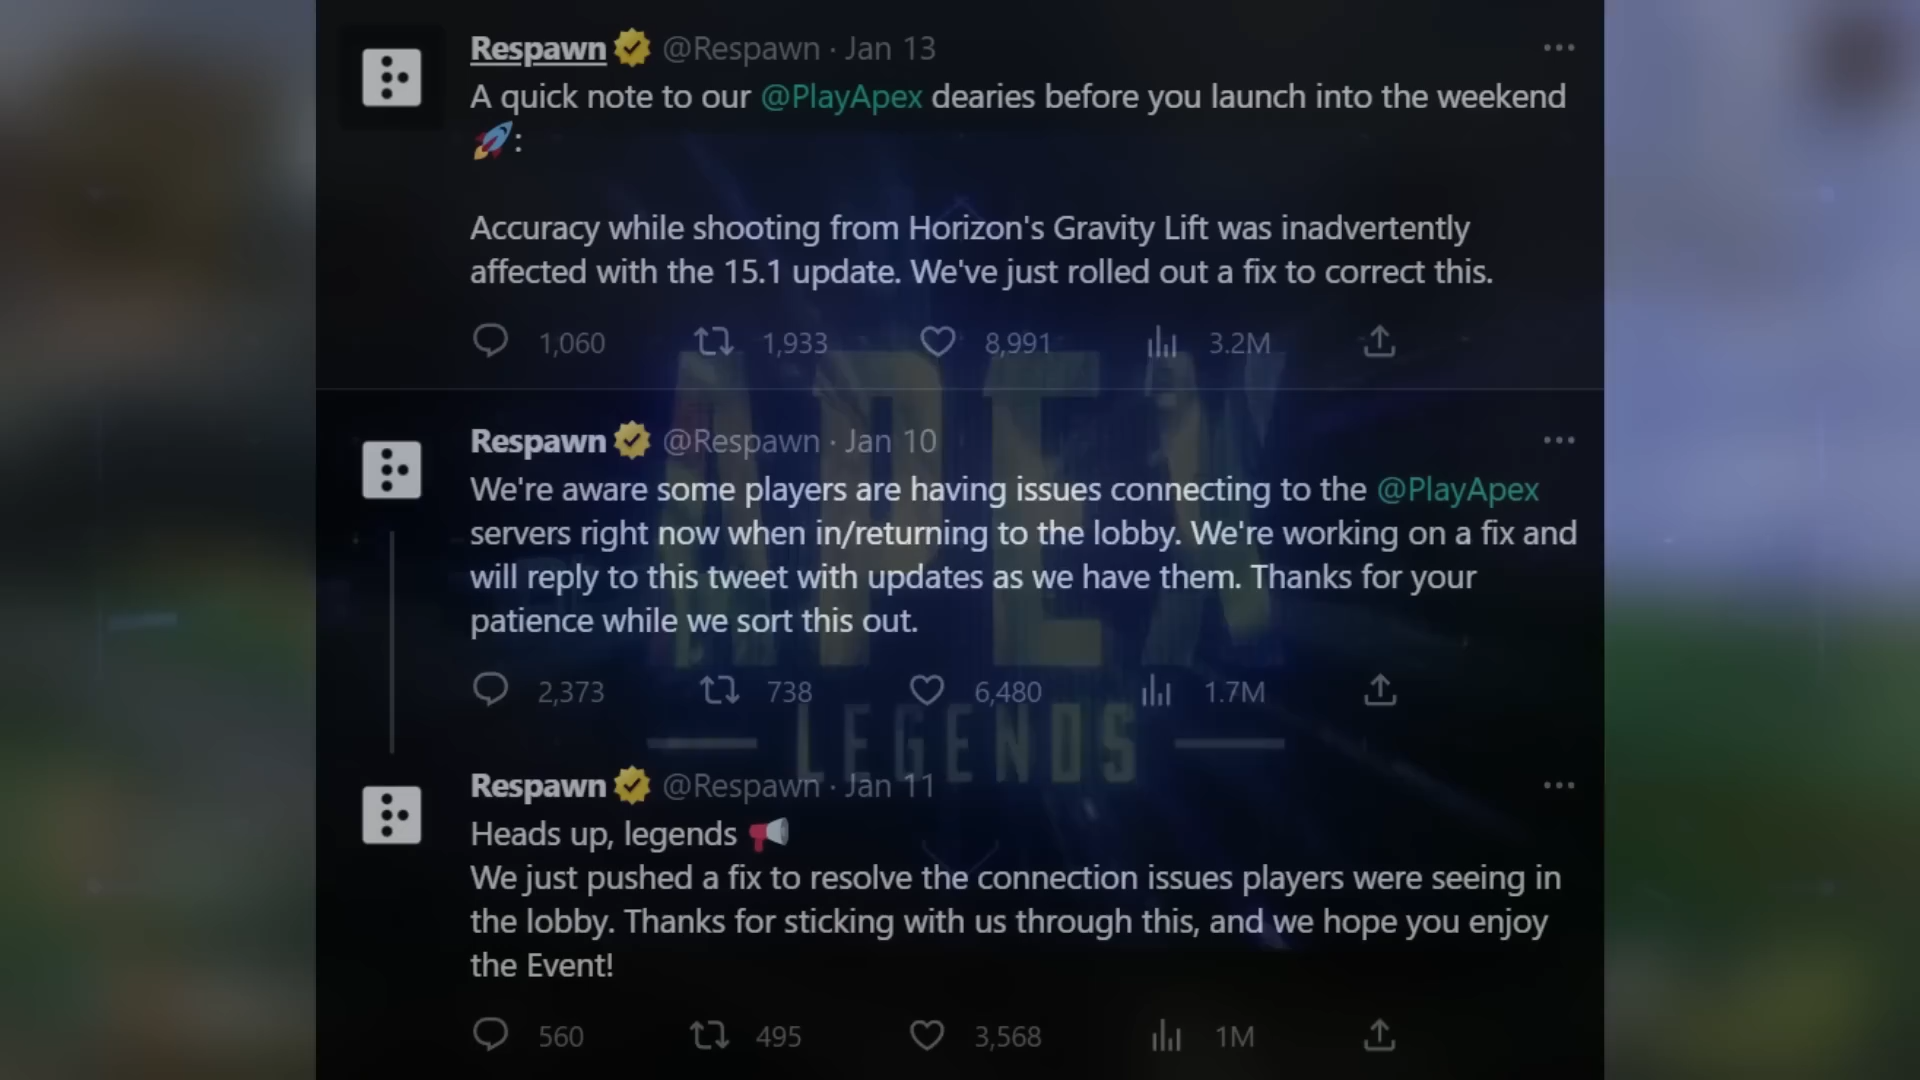 Respawn @Respawn · Jan 13
A quick note to our @PlayApex dearies before you launch into the weekend
🚀:
Accuracy while shooting from Horizon's Gravity Lift was inadvertently
affected with the 15.1 update. We've just rolled out a fix to correct this.
1,060 1,933 8,991 3.2M
Respawn @Respawn · Jan 10
We're aware some players are having issues connecting to the @PlayApex
servers right now when in/returning to the lobby. We're working on a fix and
will reply to this tweet with updates as we have them. Thanks for your
patience while we sort this out.
2,373 738 6,480 1.7M
Respawn @Respawn · Jan 11
Heads up, legends 📣
We just pushed a fix to resolve the connection issues players were seeing in
the lobby. Thanks for sticking with us through this, and we hope you enjoy
the Event!
560 495 3,568 1M
APEX
LEGENDS